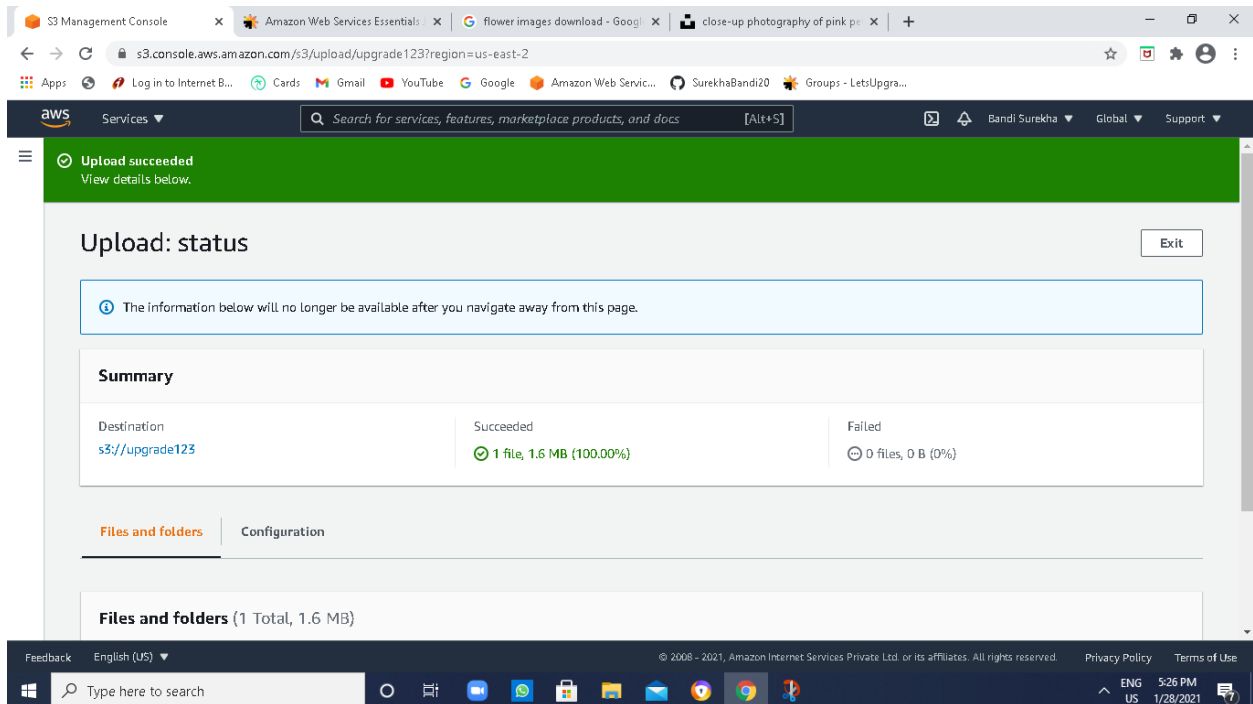 S3 Management Console
Amazon Web Services Essentials
flower images download - Googl
close-up photography of pink pe
s3.console.aws.amazon.com/s3/upload/upgrade123?region=us-east-2
Apps Log in to Internet B... Cards Gmail YouTube Google Amazon Web Servic... SurekhaBandi20 Groups - LetsUpgra...
aws Services ▼ Search for services, features, marketplace products, and docs [Alt+S] Bandi Surekha ▼ Global ▼ Support ▼
Upload succeeded
View details below.
Upload: status
Exit
The information below will no longer be available after you navigate away from this page.
Summary
Destination
s3://upgrade123
Succeeded
1 file, 1.6 MB (100.00%)
Failed
0 files, 0 B (0%)
Files and folders
Configuration
Files and folders (1 Total, 1.6 MB)
Feedback English (US) ▼ © 2008 - 2021, Amazon Internet Services Private Ltd. or its affiliates. All rights reserved. Privacy Policy Terms of Use
Type here to search
ENG
US
5:26 PM
1/28/2021
7